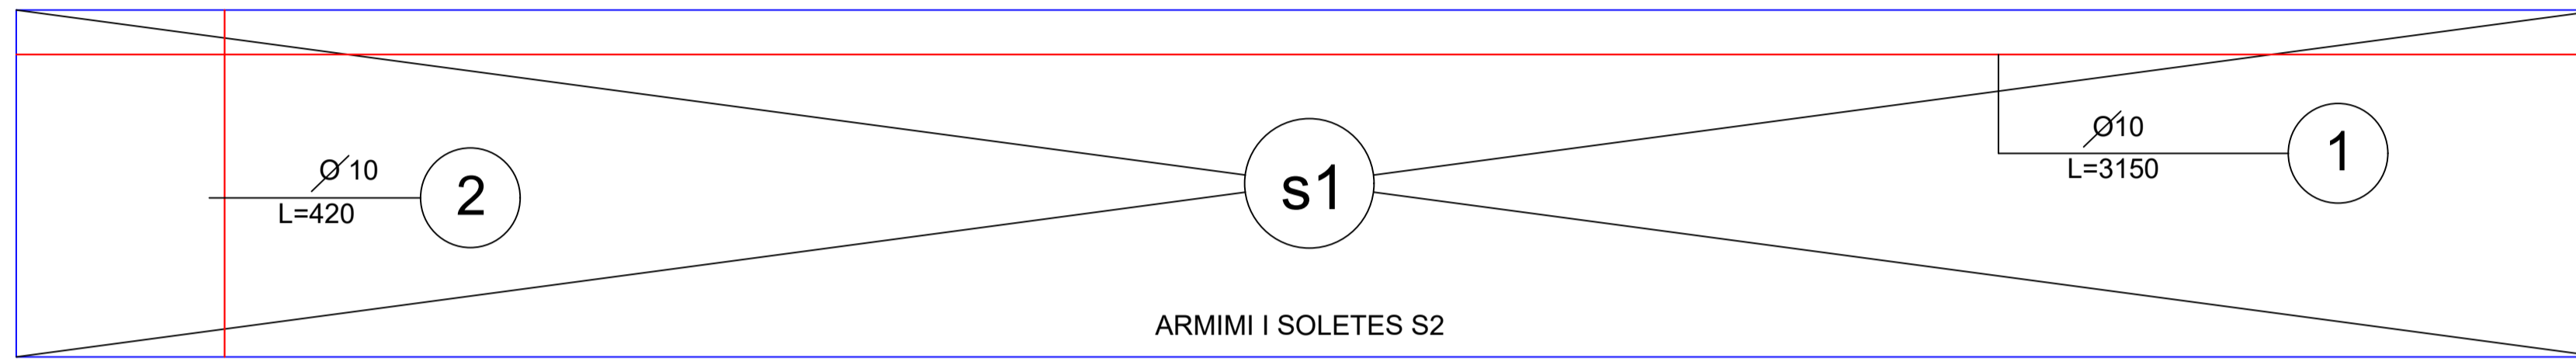 Ø10
L=420
2
s1
Ø10
L=3150
1
ARMIMI I SOLETES S2